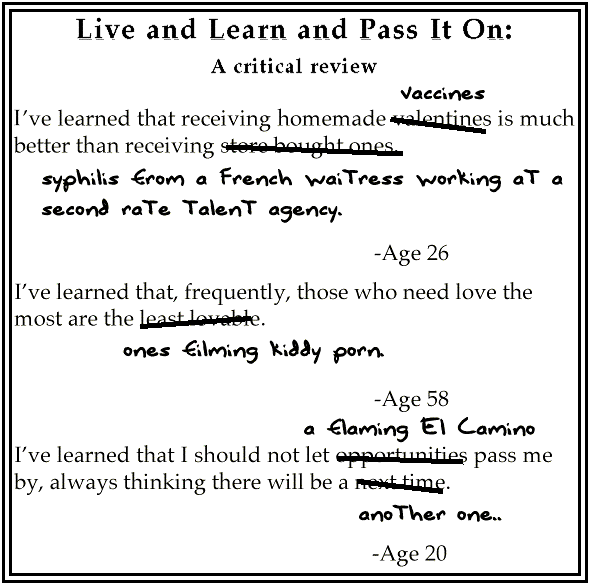 Live and Learn and Pass It On:
A critical review
vaccines
I've learned that receiving homemade valentines is much
better than receiving store bought ones.
syphilis from a French waiTress working aT a
second raTe TalenT agency.
-Age 26
I've learned that, frequently, those who need love the
most are the least lovable.
ones filming kiddy porn.
-Age 58
a flaming El Camino
I've learned that I should not let opportunities pass me
by, always thinking there will be a next time.
anoTher one..
-Age 20